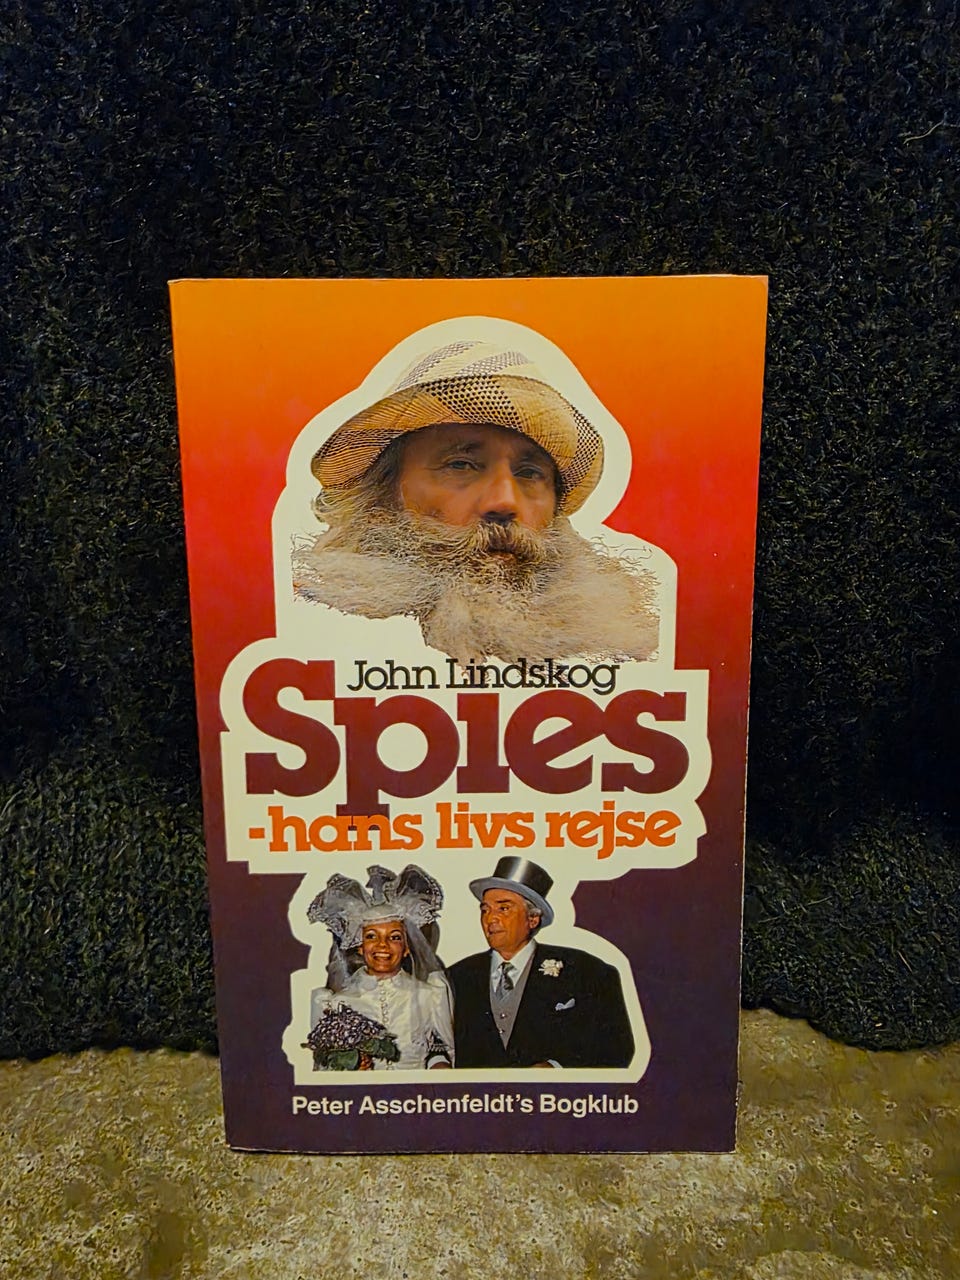 John Lindskog
Spies
-hans livs rejse
Peter Asschenfeldt's Bogklub